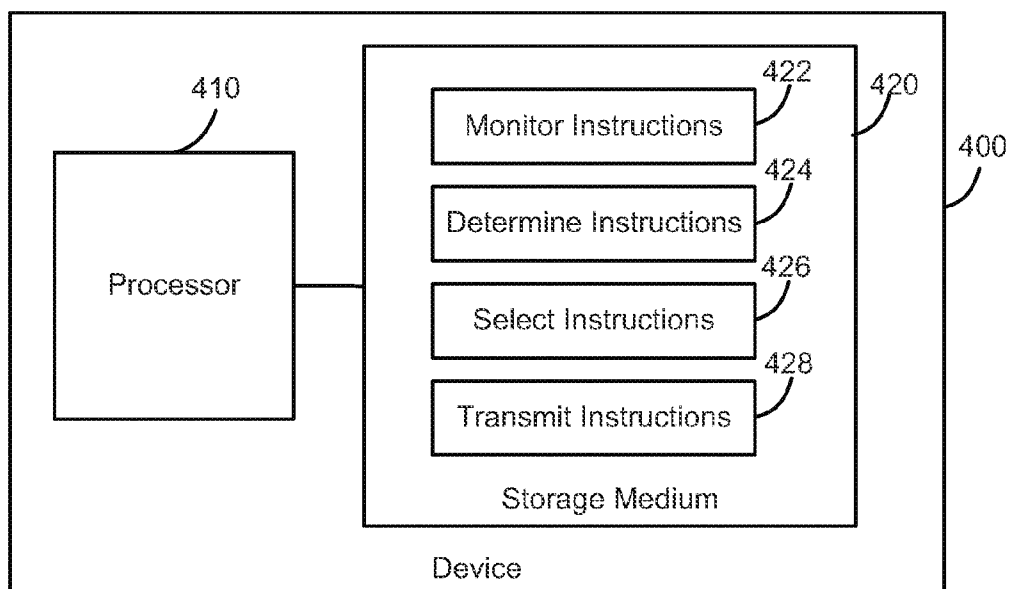 422
410
420
Monitor Instructions
400
424
Determine Instructions
426
Processor
Select Instructions
428
Transmit Instructions
Storage Medium
Device